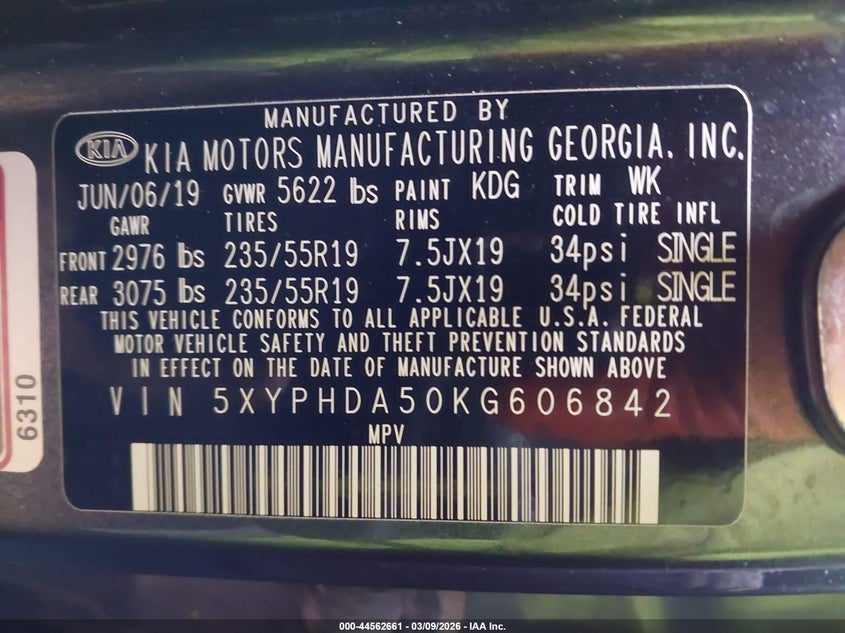 MANUFACTURED BY
KIA KIA MOTORS MANUFACTURING GEORGIA, INC.
JUN/06/19 GVWR 5622 lbs PAINT KDG TRIM WK
GAWR TIRES RIMS COLD TIRE INFL
FRONT 2976 lbs 235/55R19 7.5JX19 34psi SINGLE
REAR 3075 lbs 235/55R19 7.5JX19 34psi SINGLE
THIS VEHICLE CONFORMS TO ALL APPLICABLE U.S.A. FEDERAL
MOTOR VEHICLE SAFETY AND THEFT PREVENTION STANDARDS
IN EFFECT ON THE DATE OF MANUFACTURE SHOWN ABOVE
VIN 5XYPHDA50KG606842
MPV
6310
000-44562661 - 03/09/2026 - IAA Inc.